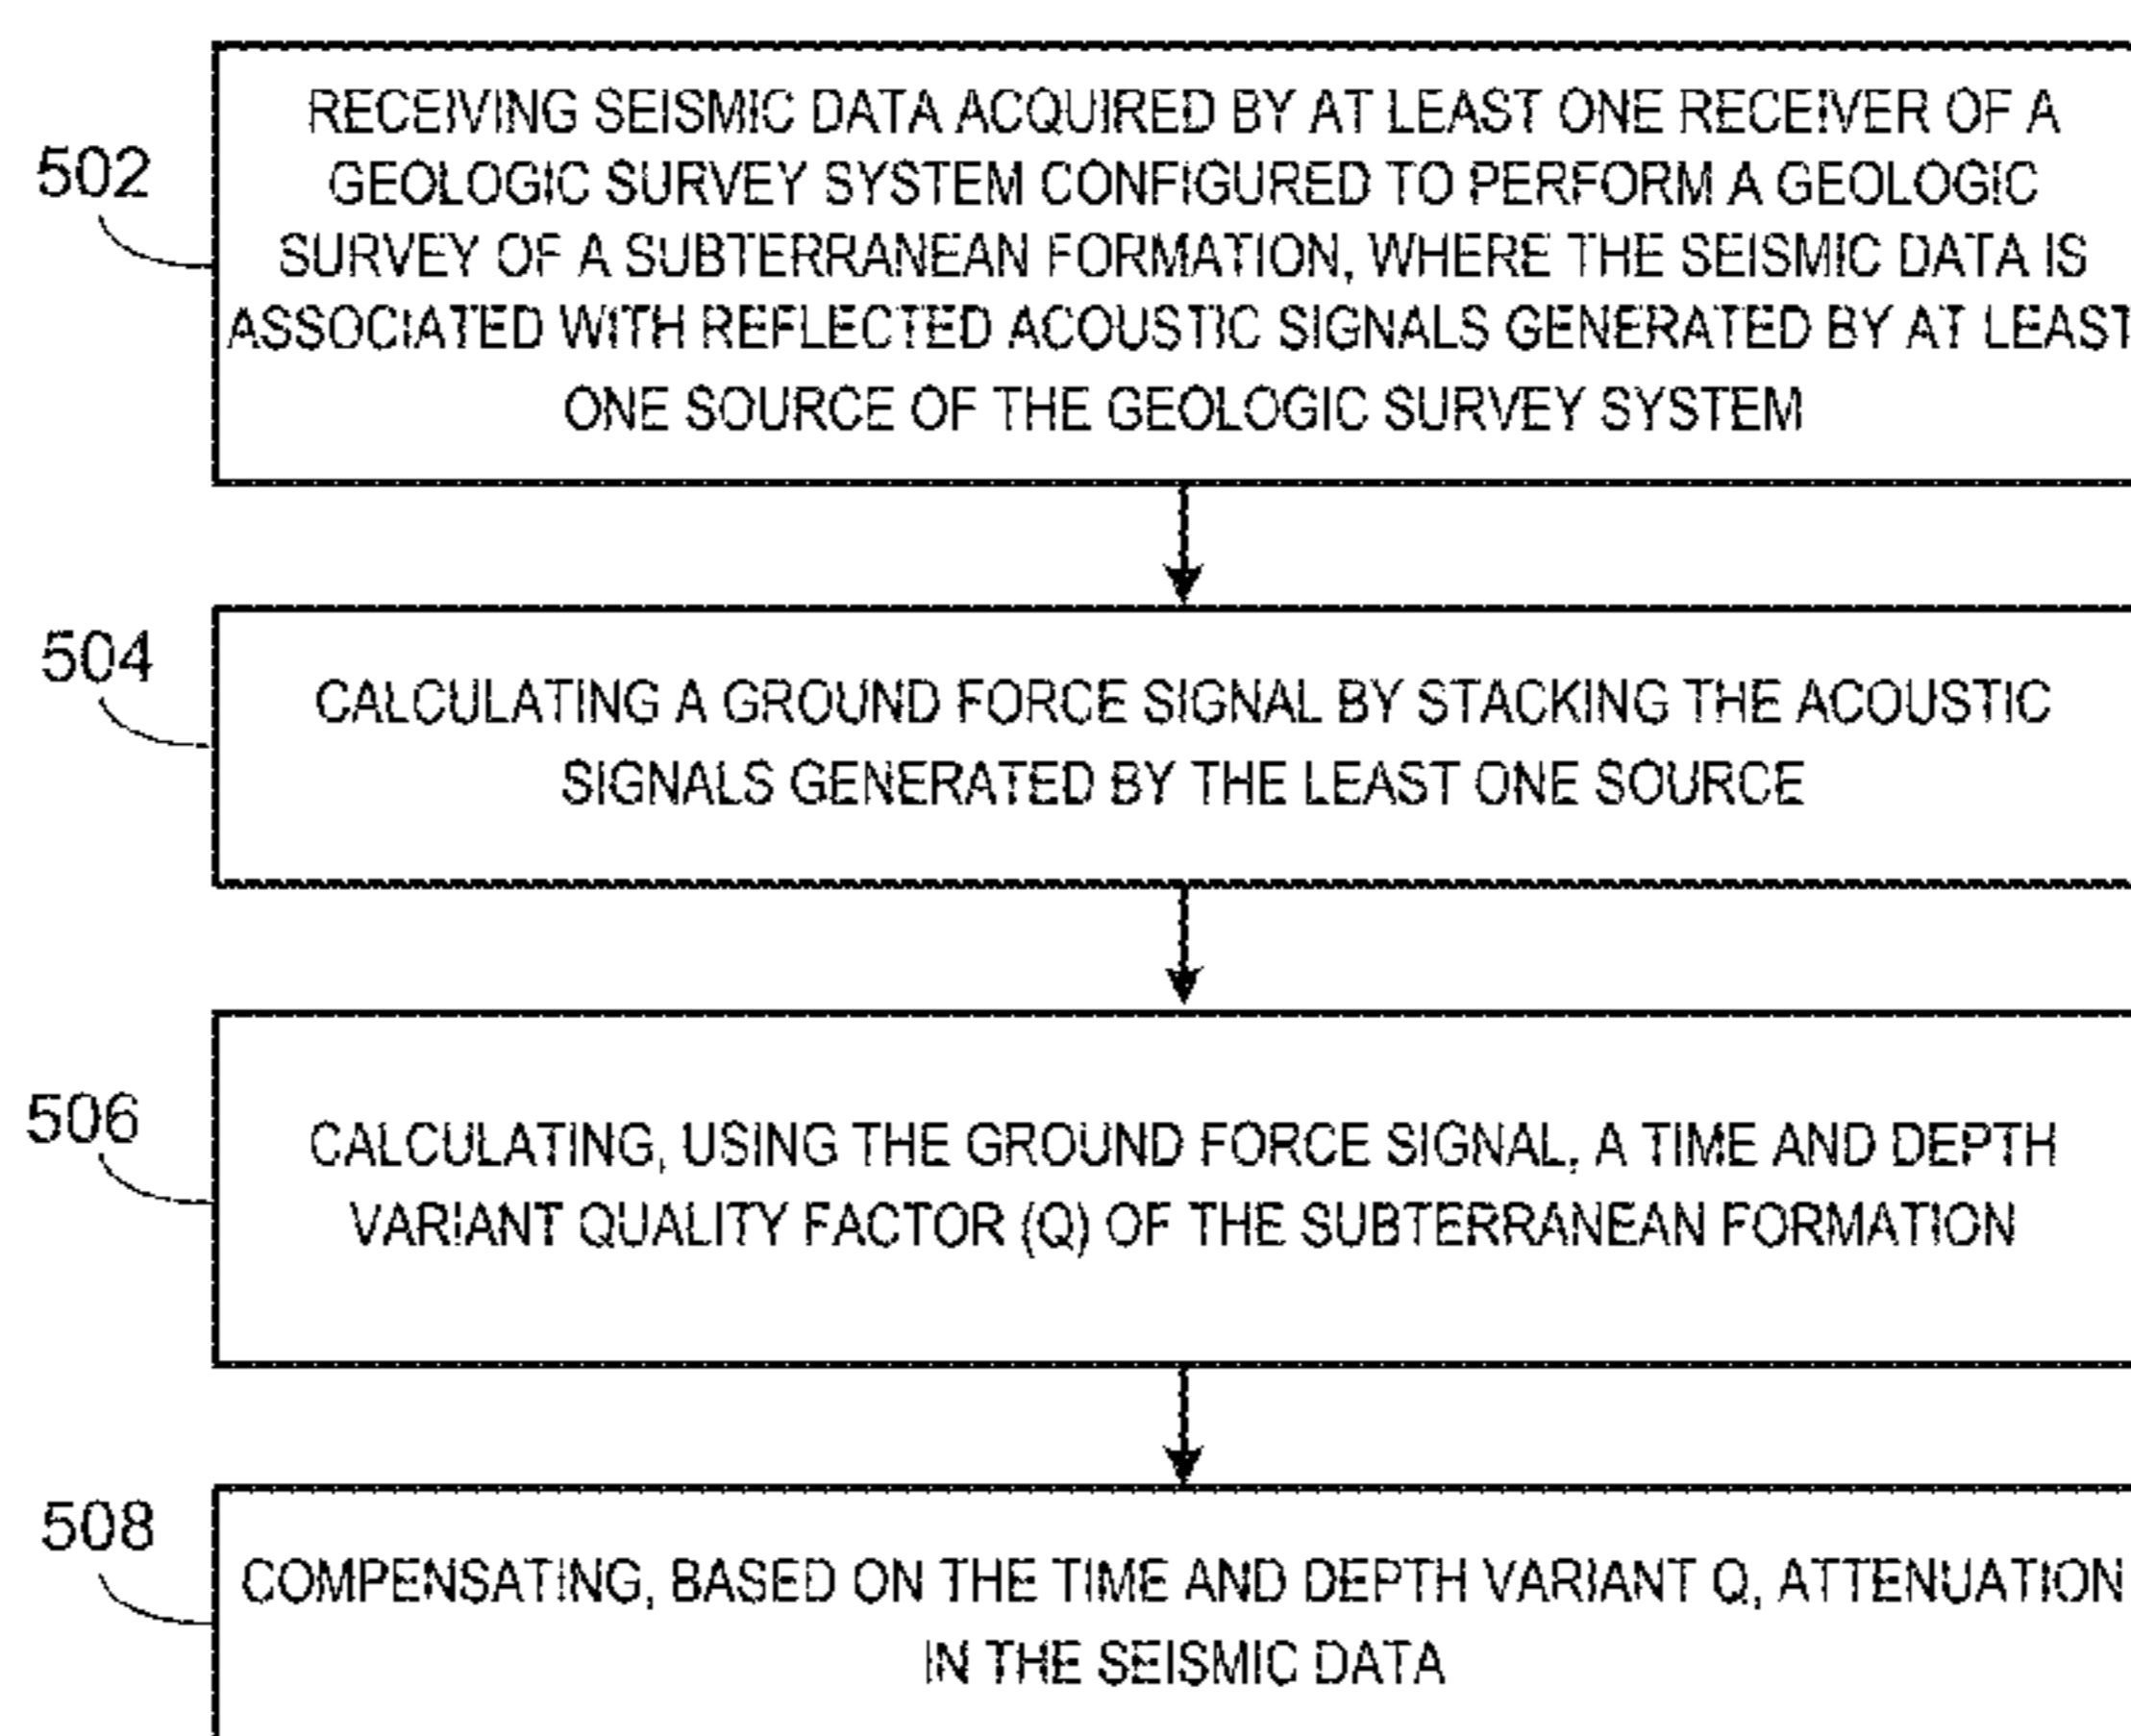 502
RECEIVING SEISMIC DATA ACQUIRED BY AT LEAST ONE RECEIVER OF A
GEOLOGIC SURVEY SYSTEM CONFIGURED TO PERFORM A GEOLOGIC
SURVEY OF A SUBTERRANEAN FORMATION, WHERE THE SEISMIC DATA IS
ASSOCIATED WITH REFLECTED ACOUSTIC SIGNALS GENERATED BY AT LEAST
ONE SOURCE OF THE GEOLOGIC SURVEY SYSTEM
504
CALCULATING A GROUND FORCE SIGNAL BY STACKING THE ACOUSTIC
SIGNALS GENERATED BY THE LEAST ONE SOURCE
506
CALCULATING, USING THE GROUND FORCE SIGNAL, A TIME AND DEPTH
VARIANT QUALITY FACTOR (Q) OF THE SUBTERRANEAN FORMATION
508
COMPENSATING, BASED ON THE TIME AND DEPTH VARIANT Q, ATTENUATION
IN THE SEISMIC DATA